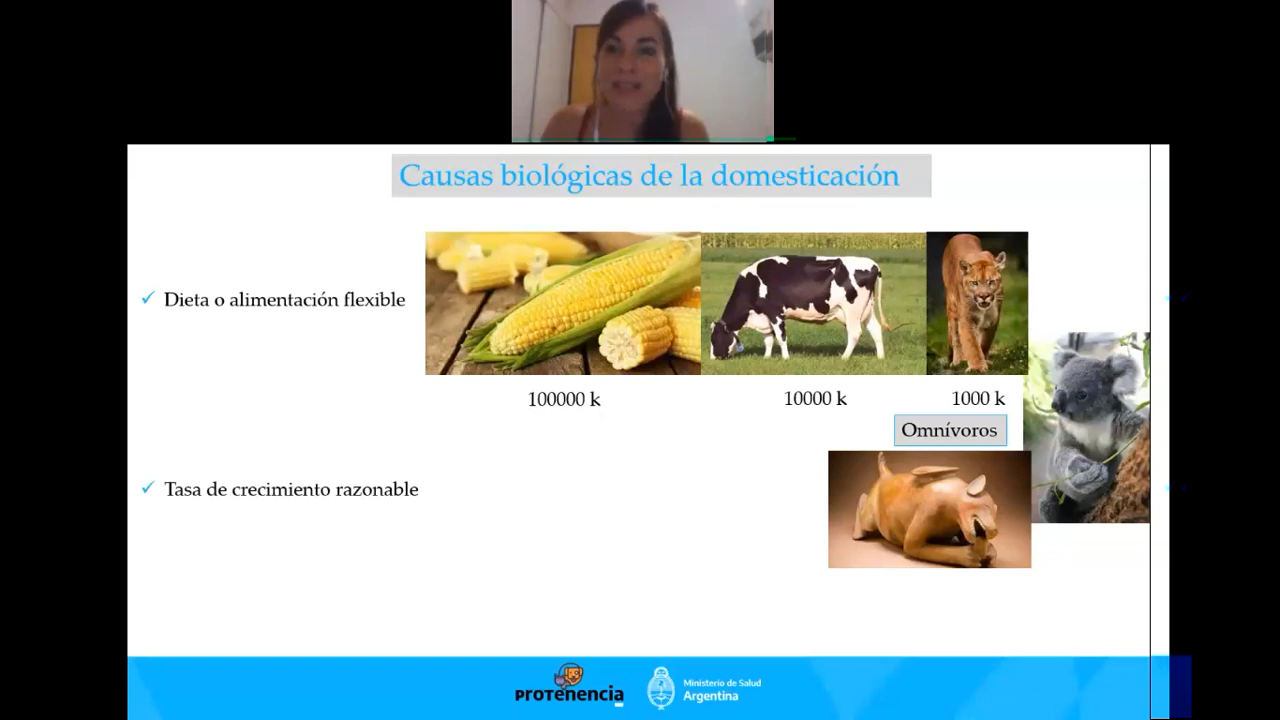 Causas biológicas de la domesticación
✓ Dieta o alimentación flexible
100000 k
10000 k
1000 k
Omnívoros
✓ Tasa de crecimiento razonable
PROTENENCIA
Ministerio de Salud
Argentina